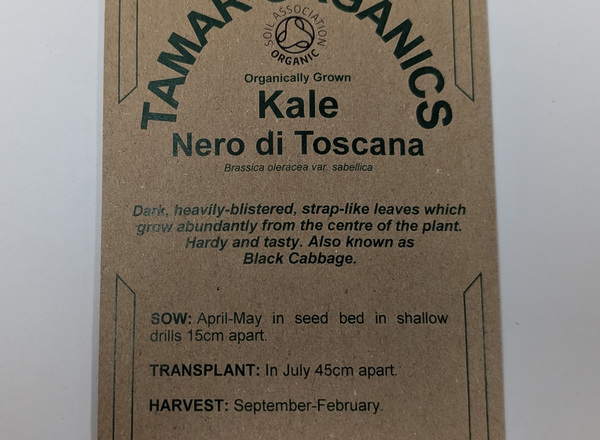 TAMAR ORGANICS
SOIL ASSOCIATION
ORGANIC
Organically Grown
Kale
Nero di Toscana
Brassica oleracea var. sabellica
Dark, heavily-blistered, strap-like leaves which
grow abundantly from the centre of the plant.
Hardy and tasty. Also known as
Black Cabbage.
SOW: April-May in seed bed in shallow
drills 15cm apart.
TRANSPLANT: In July 45cm apart.
HARVEST: September-February.